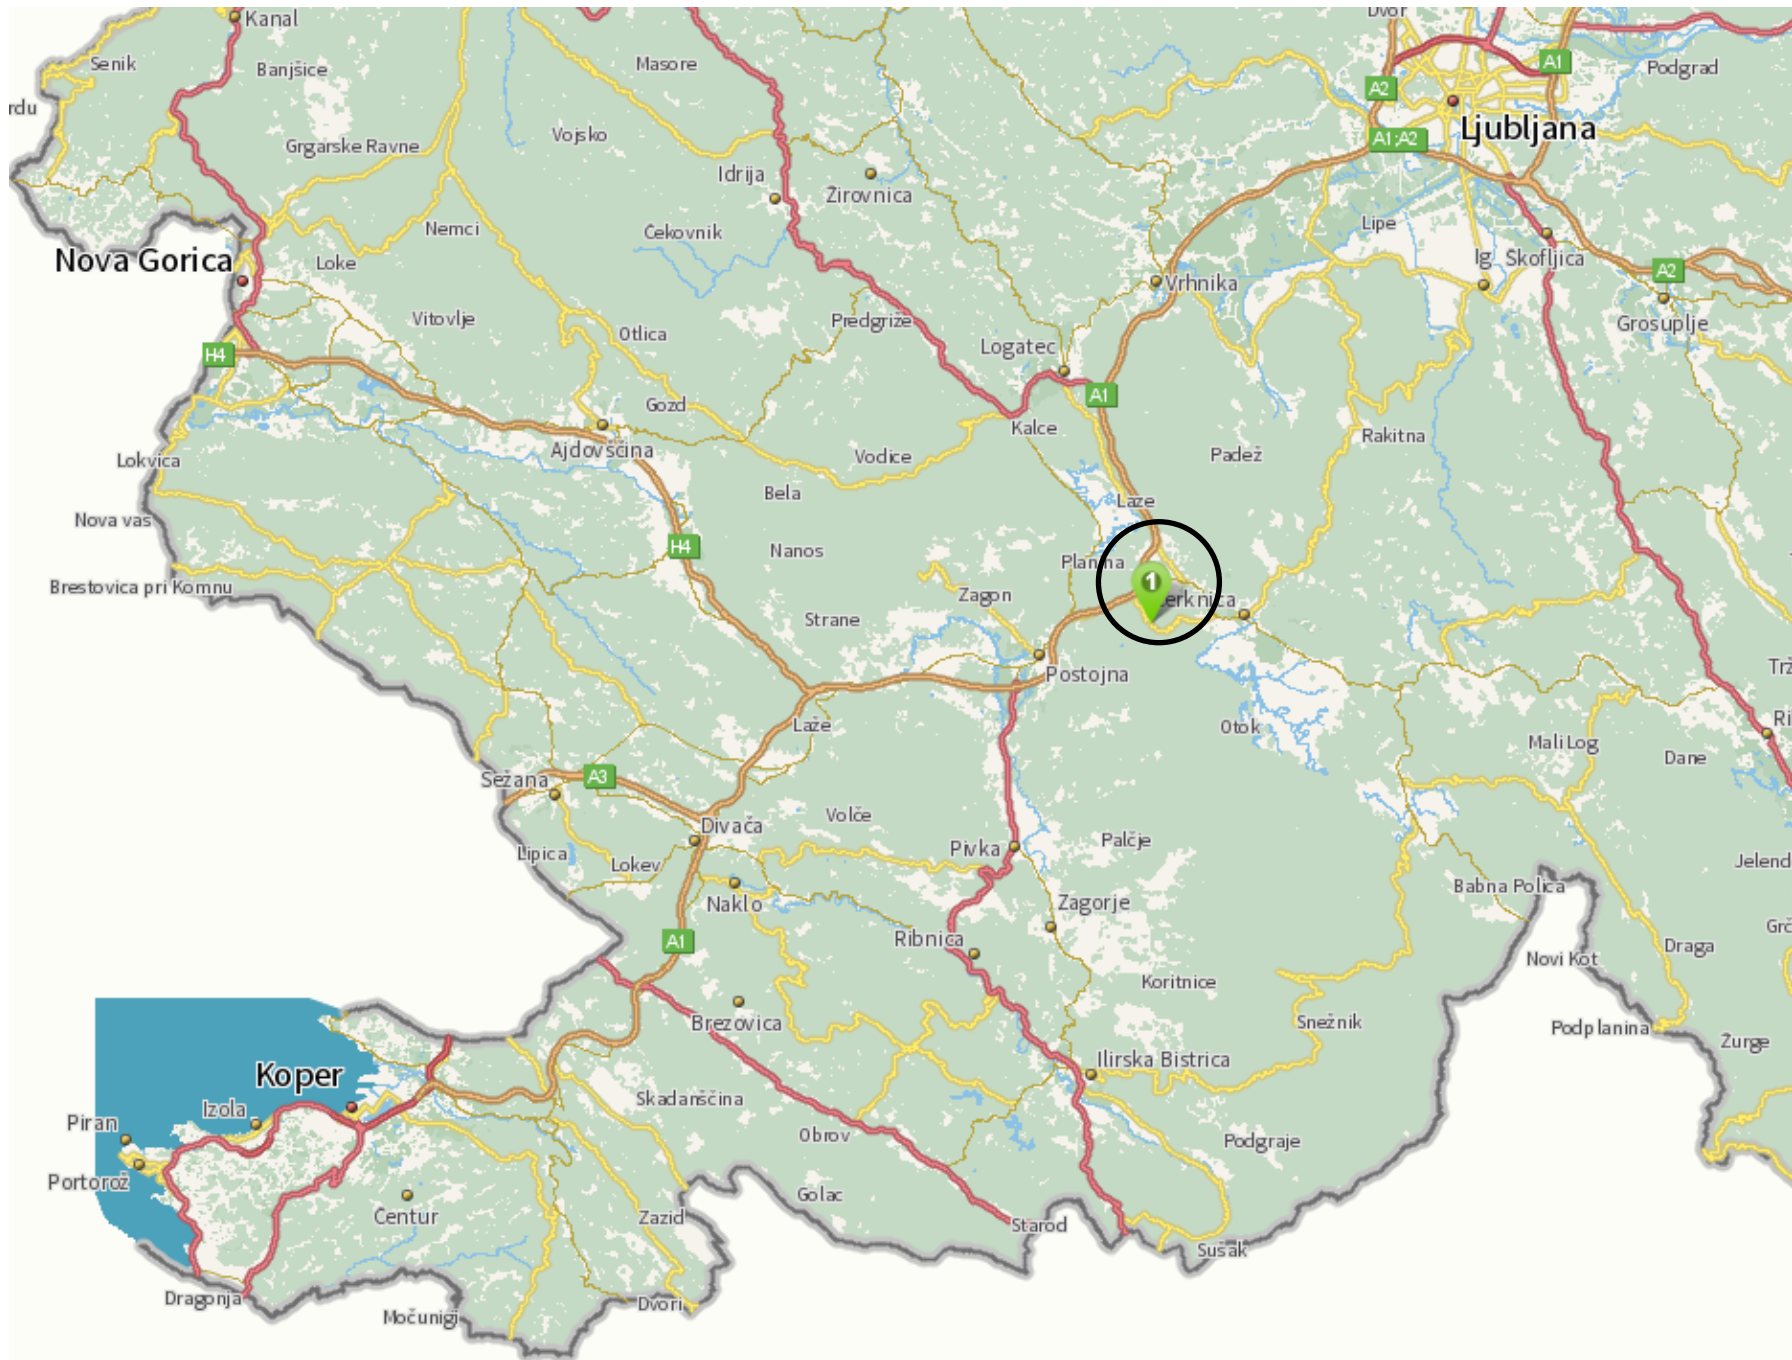 Kanal
Dvor
Senik
Banjšice
Masore
A1
Podgrad
A2
Ljubljana
A1;A2
Vojsko
Grgarske Ravne
Idrija
Žirovnica
Nemci
Čekovnik
Lipe
Nova Gorica
Loke
Ig
Škofljica
A2
Vrhnika
Vitovlje
Otlica
Predgriže
Grosuplje
H4
Logatec
A1
Gozd
Kalce
Ajdovščina
Rakitna
Lokvica
Vodice
Padež
Bela
Laze
Nova vas
H4
Nanos
Planina
1
Brestovica pri Komnu
Zagon
Strane
Postojna
Laže
Otok
Mali Log
Dane
Sežana
A3
Divača
Volče
Palčje
Pivka
Lipica
Lokev
Babna Polica
Naklo
Zagorje
Ribnica
A1
Draga
Novi Kot
Koritnice
Brezovica
Snežnik
Podplanina
Žurge
Koper
Ilirska Bistrica
Skadanščina
Izola
Piran
Obrov
Podgraje
Portorož
Golac
Čentur
Zazid
Starod
Sušak
Dragonja
Dvori
Močunigi